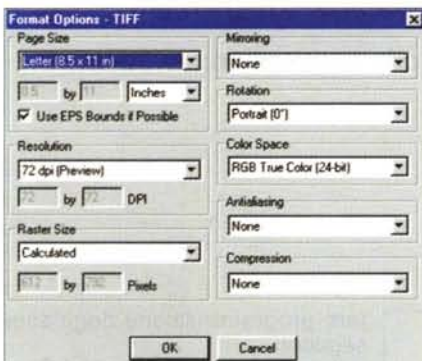 Format Options - TIFF
Page Size
Letter (8.5 x 11 in)
8.5 by 11 Inches
Use EPS Bounds if Possible
Resolution
72 dpi (Preview)
72 by 72 DPI
Raster Size
Calculated
612 by 792 Pixels
Mirroring
None
Rotation
Portrait (0°)
Color Space
RGB True Color (24-bit)
Antialiasing
None
Compression
None
OK Cancel